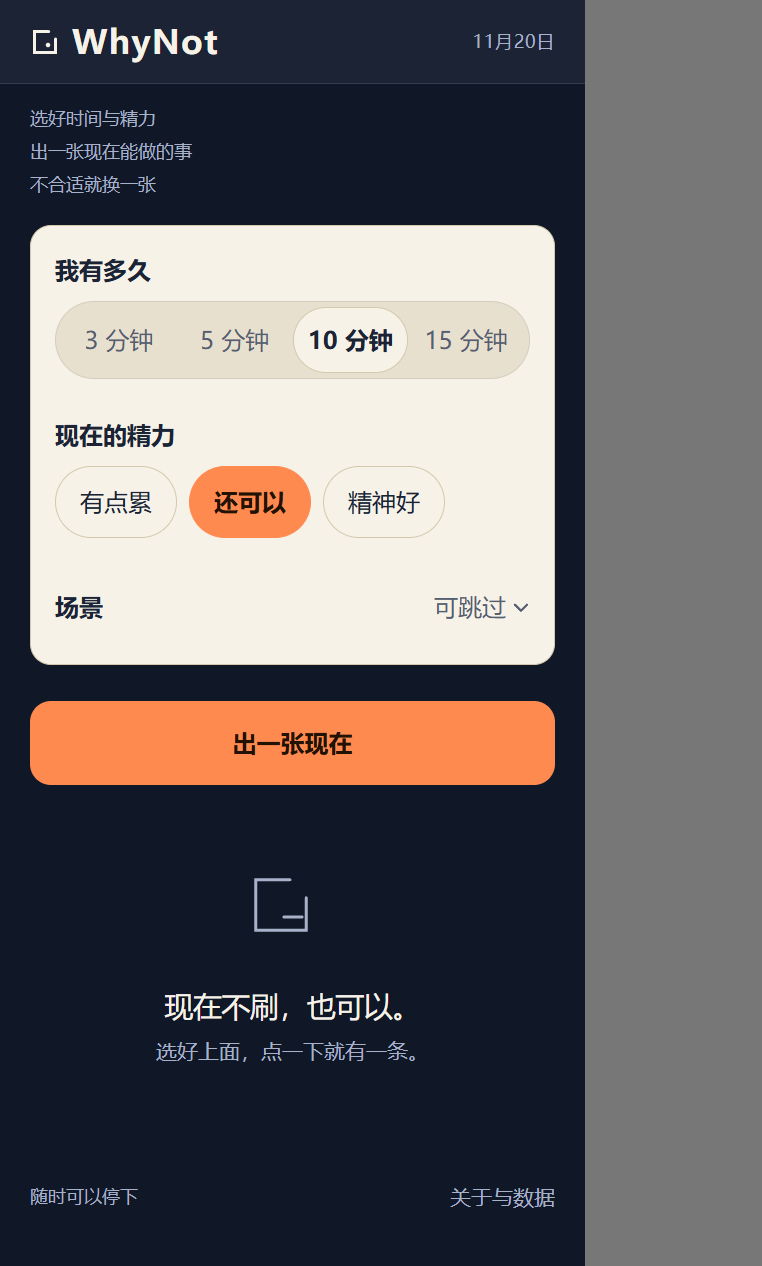 WhyNot
11月20日
选好时间与精力
出一张现在能做的事
不合适就换一张
我有多久
3 分钟 5 分钟 10 分钟 15 分钟
现在的精力
有点累 还可以 精神好
场景 可跳过
出一张现在
现在不刷，也可以。
选好上面，点一下就有一条。
随时可以停下 关于与数据